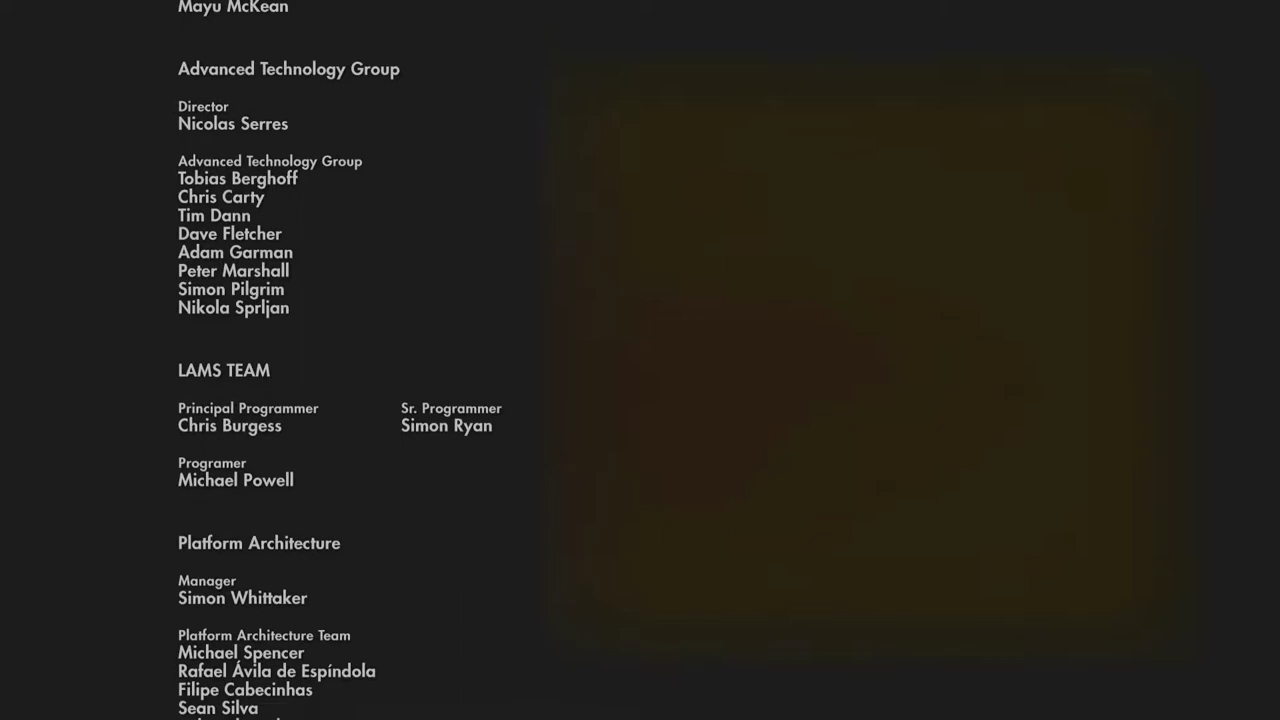 Mayu McKean
Advanced Technology Group
Director
Nicolas Serres
Advanced Technology Group
Tobias Berghoff
Chris Carty
Tim Dann
Dave Fletcher
Adam Garman
Peter Marshall
Simon Pilgrim
Nikola Sprljan
LAMS TEAM
Principal Programmer
Chris Burgess
Sr. Programmer
Simon Ryan
Programer
Michael Powell
Platform Architecture
Manager
Simon Whittaker
Platform Architecture Team
Michael Spencer
Rafael Ávila de Espíndola
Filipe Cabecinhas
Sean Silva